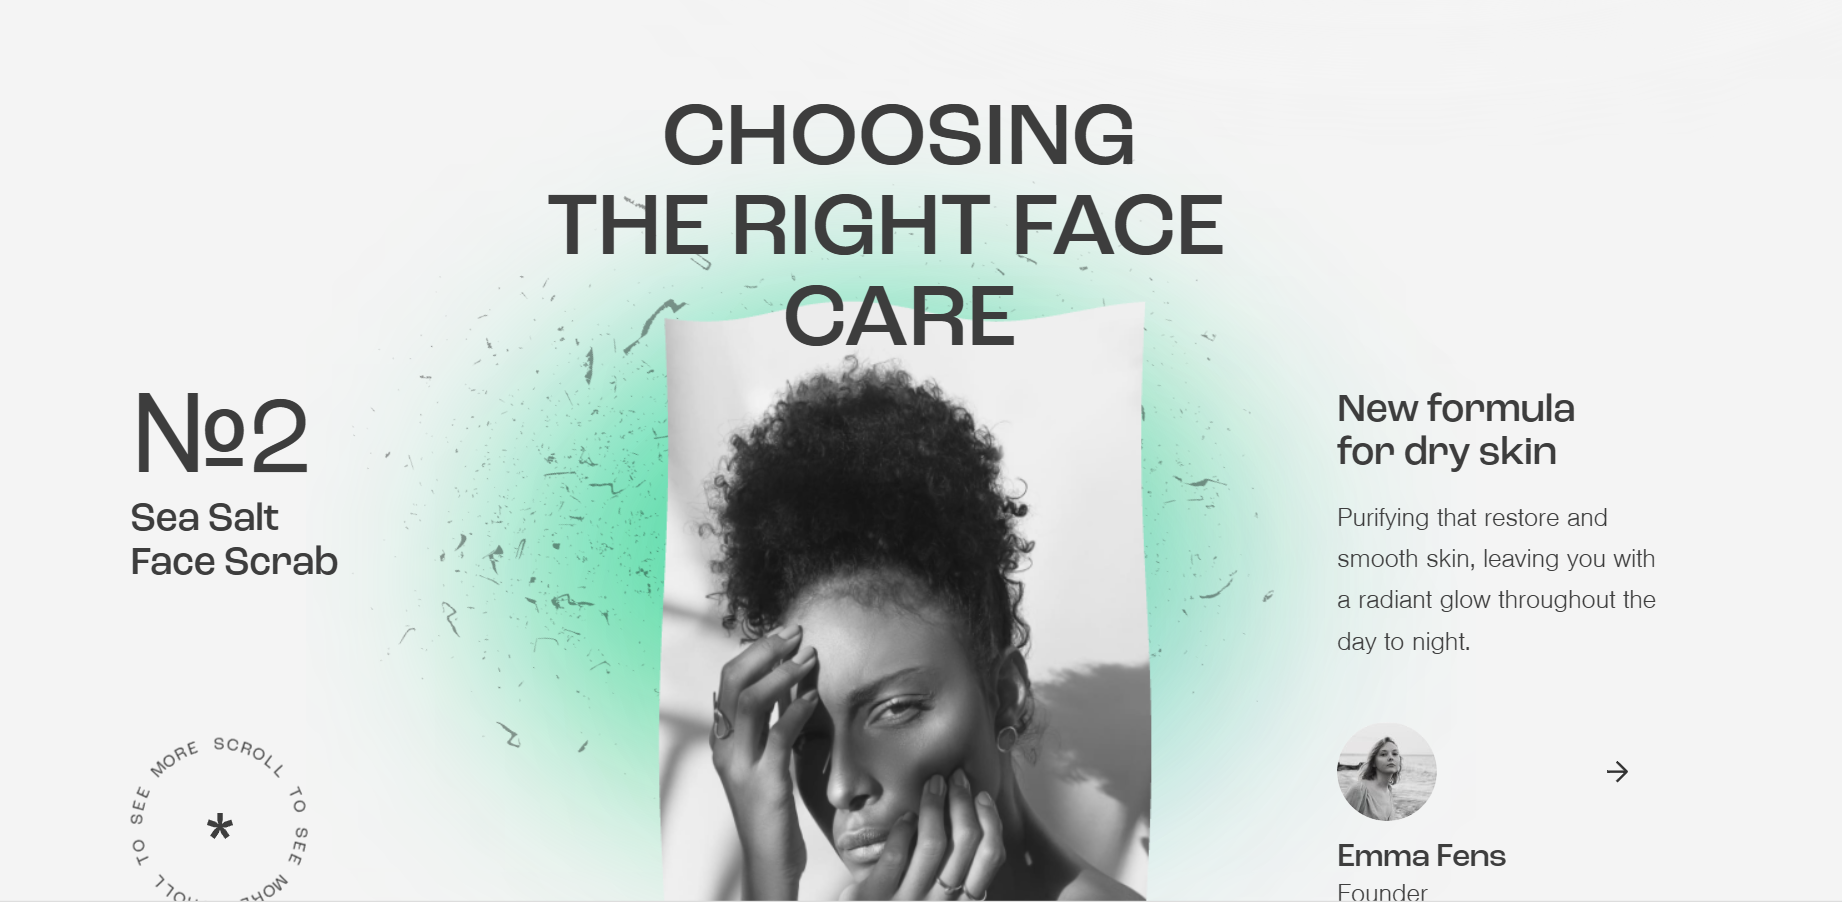 CHOOSING
THE RIGHT FACE
CARE
№2
Sea Salt
Face Scrab
New formula
for dry skin
Purifying that restore and
smooth skin, leaving you with
a radiant glow throughout the
day to night.
MORE SCROLL TO SEE MORE SCROLL TO SEE
*
Emma Fens
Founder